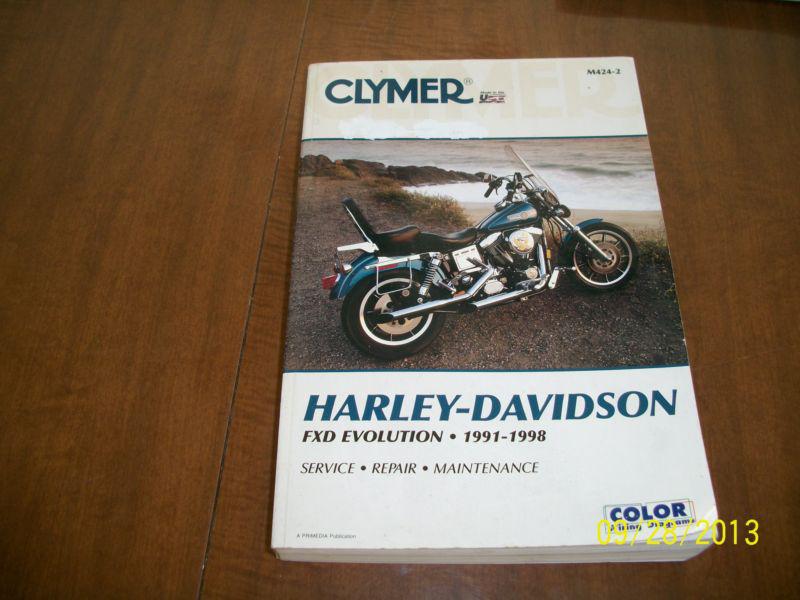 M424-2
CLYMER®
Made in the
USA
HARLEY-DAVIDSON
FXD EVOLUTION • 1991-1998
SERVICE • REPAIR • MAINTENANCE
COLOR
Wiring Diagrams
A PRIMEDIA Publication
09/28/2013